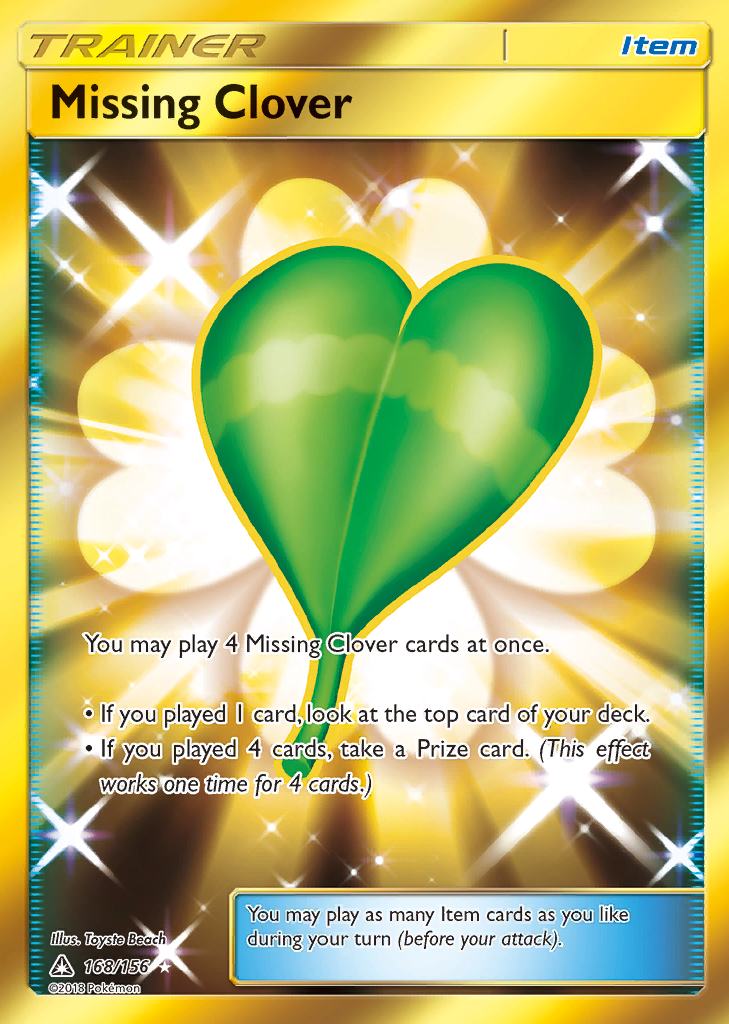 TRAINER
Item
Missing Clover
You may play 4 Missing Clover cards at once.
• If you played 1 card, look at the top card of your deck.
• If you played 4 cards, take a Prize card. (This effect
works one time for 4 cards.)
You may play as many Item cards as you like
during your turn (before your attack).
Illus. Toyste Beach
168/156 ★
©2018 Pokémon